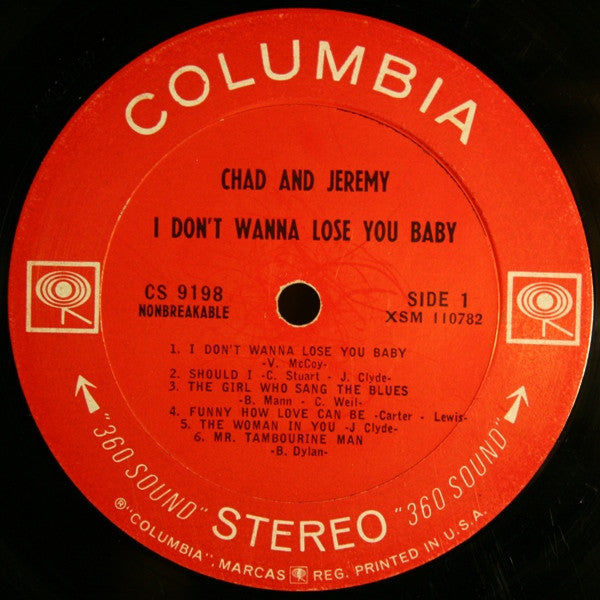 COLUMBIA
CHAD AND JEREMY
I DON'T WANNA LOSE YOU BABY
CS 9198
NONBREAKABLE
SIDE 1
XSM 110782
1. I DON'T WANNA LOSE YOU BABY
-V. McCoy-
2. SHOULD I -C. Stuart - J. Clyde-
3. THE GIRL WHO SANG THE BLUES
-B. Mann - C. Weil-
4. FUNNY HOW LOVE CAN BE -Carter - Lewis-
5. THE WOMAN IN YOU -J Clyde-
6. MR. TAMBOURINE MAN
-B. Dylan-
"360 SOUND" STEREO "360 SOUND"
®"COLUMBIA", MARCAS REG. PRINTED IN U.S.A.